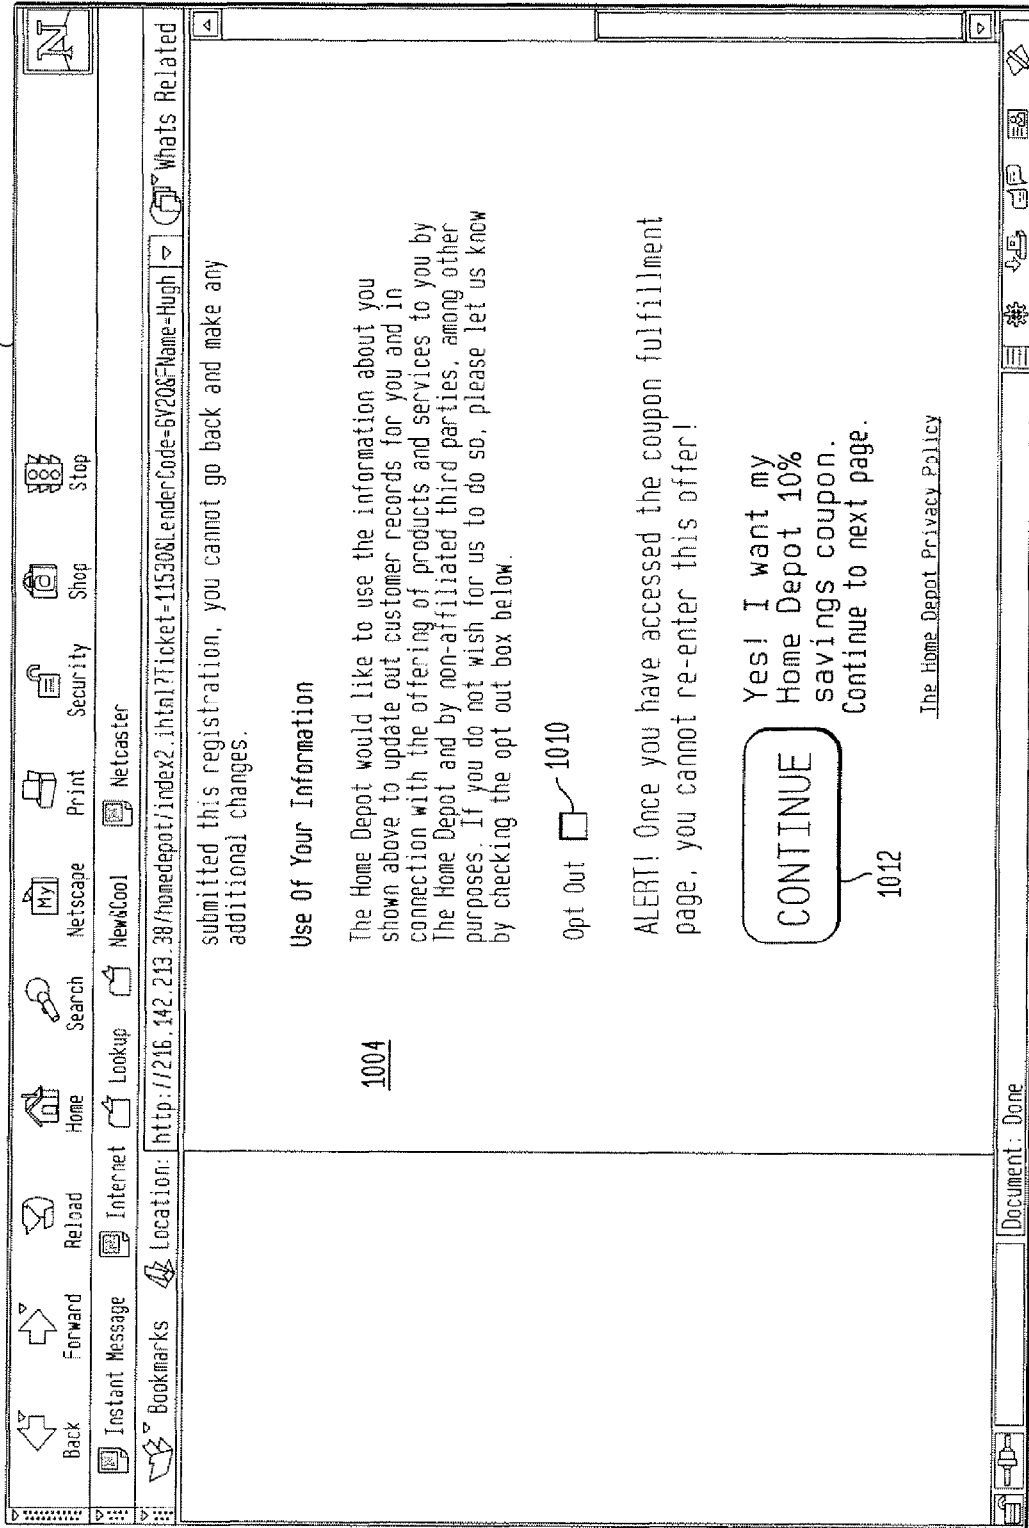 Back Forward Reload Home Search Netscape Print Security Shop Stop
My
N
Instant Message Internet Lookup New&Cool Netcaster
Bookmarks Location: http://216.142.213.38/homedepot/index2.ihtml?Ticket=11530&LenderCode=6V2Q&FName=Hugh Whats Related
submitted this registration, you cannot go back and make any
additional changes.
Use Of Your Information
1004
The Home Depot would like to use the information about you
shown above to update out customer records for you and in
connection with the offering of products and services to you by
The Home Depot and by non-affiliated third parties, among other
purposes. If you do not wish for us to do so, please let us know
by checking the opt out box below.
Opt Out 1010
ALERT! Once you have accessed the coupon fulfillment
page, you cannot re-enter this offer!
CONTINUE
1012
Yes! I want my
Home Depot 10%
savings coupon.
Continue to next page.
The Home Depot Privacy Policy
Document: Done